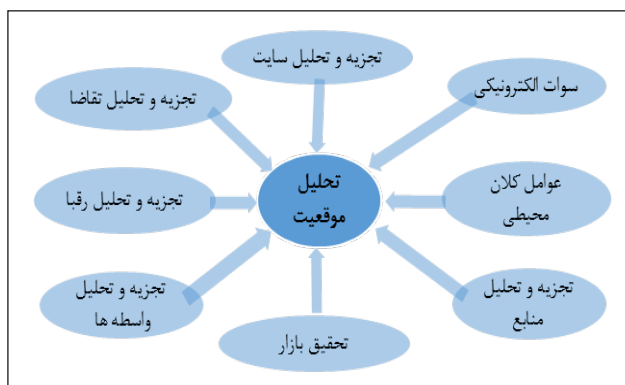 تجزیه و تحلیل سایت
سوات الکترونیکی
تجزیه و تحلیل تقاضا
تحلیل
موقعیت
عوامل کلان
محیطی
تجزیه و تحلیل رقبا
تجزیه و تحلیل
منابع
تجزیه و تحلیل
واسطه ها
تحقیق بازار